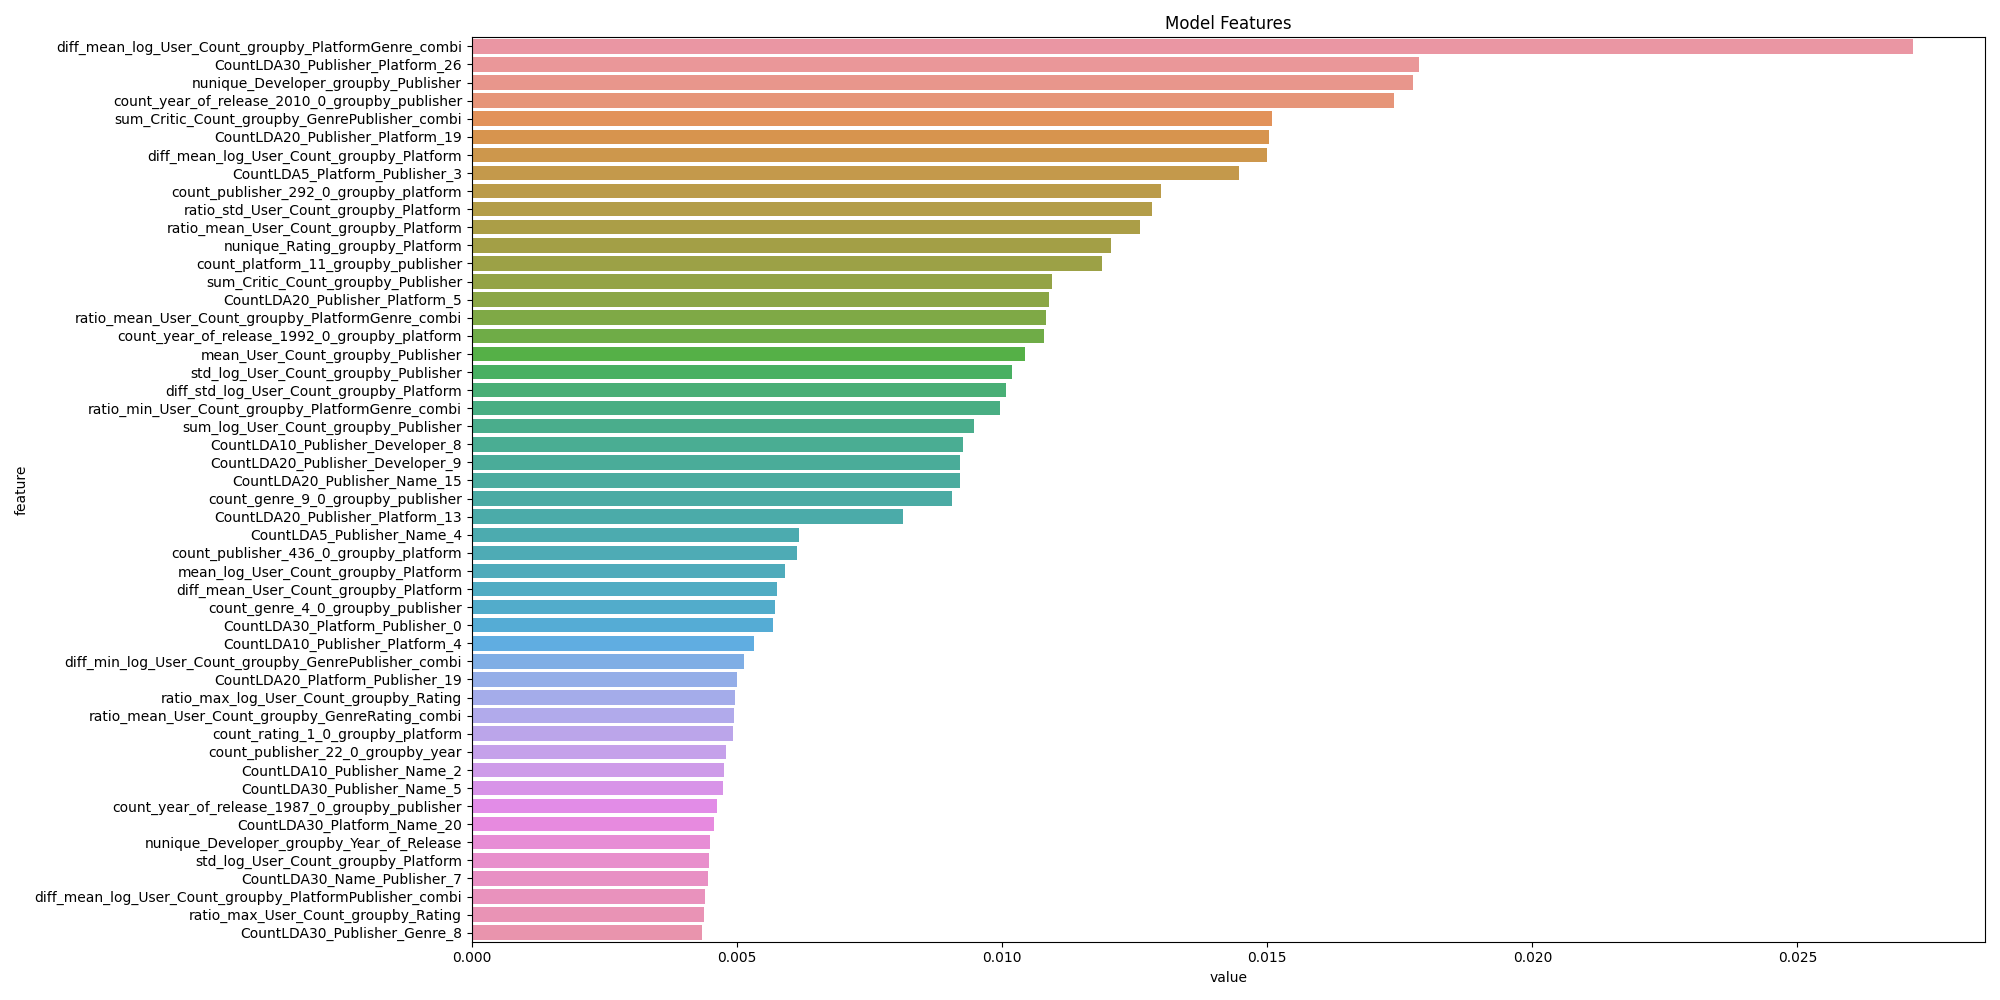 Model Features
diff_mean_log_User_Count_groupby_PlatformGenre_combi
CountLDA30_Publisher_Platform_26
nunique_Developer_groupby_Publisher
count_year_of_release_2010_0_groupby_publisher
sum_Critic_Count_groupby_GenrePublisher_combi
CountLDA20_Publisher_Platform_19
diff_mean_log_User_Count_groupby_Platform
CountLDA5_Platform_Publisher_3
count_publisher_292_0_groupby_platform
ratio_std_User_Count_groupby_Platform
ratio_mean_User_Count_groupby_Platform
nunique_Rating_groupby_Platform
count_platform_11_groupby_publisher
sum_Critic_Count_groupby_Publisher
CountLDA20_Publisher_Platform_5
ratio_mean_User_Count_groupby_PlatformGenre_combi
count_year_of_release_1992_0_groupby_platform
mean_User_Count_groupby_Publisher
std_log_User_Count_groupby_Publisher
diff_std_log_User_Count_groupby_Platform
ratio_min_User_Count_groupby_PlatformGenre_combi
sum_log_User_Count_groupby_Publisher
CountLDA10_Publisher_Developer_8
CountLDA20_Publisher_Developer_9
CountLDA20_Publisher_Name_15
count_genre_9_0_groupby_publisher
CountLDA20_Publisher_Platform_13
CountLDA5_Publisher_Name_4
count_publisher_436_0_groupby_platform
mean_log_User_Count_groupby_Platform
diff_mean_User_Count_groupby_Platform
count_genre_4_0_groupby_publisher
CountLDA30_Platform_Publisher_0
CountLDA10_Publisher_Platform_4
diff_min_log_User_Count_groupby_GenrePublisher_combi
CountLDA20_Platform_Publisher_19
ratio_max_log_User_Count_groupby_Rating
ratio_mean_User_Count_groupby_GenreRating_combi
count_rating_1_0_groupby_platform
count_publisher_22_0_groupby_year
CountLDA10_Publisher_Name_2
CountLDA30_Publisher_Name_5
count_year_of_release_1987_0_groupby_publisher
CountLDA30_Platform_Name_20
nunique_Developer_groupby_Year_of_Release
std_log_User_Count_groupby_Platform
CountLDA30_Name_Publisher_7
diff_mean_log_User_Count_groupby_PlatformPublisher_combi
ratio_max_User_Count_groupby_Rating
CountLDA30_Publisher_Genre_8
feature
0.000 0.005 0.010 0.015 0.020 0.025
value